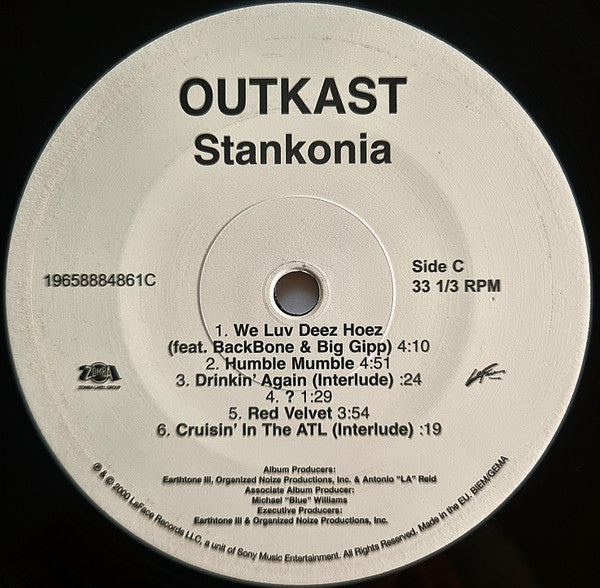 OUTKAST
Stankonia
19658884861C
Side C
33 1/3 RPM
1. We Luv Deez Hoez
(feat. BackBone & Big Gipp) 4:10
2. Humble Mumble 4:51
3. Drinkin' Again (Interlude) :24
4. ? 1:29
5. Red Velvet 3:54
6. Cruisin' In The ATL (Interlude) :19
ZOMBA
ZOMBA LABEL GROUP
Album Producers:
Earthtone III, Organized Noize Productions, Inc. & Antonio "LA" Reid
Associate Album Producer:
Michael "Blue" Williams
Executive Producers:
Earthtone III & Organized Noize Productions, Inc.
℗ & © 2000 LaFace Records LLC, a unit of Sony Music Entertainment. All Rights Reserved. Made in the EU. BIEM/GEMA